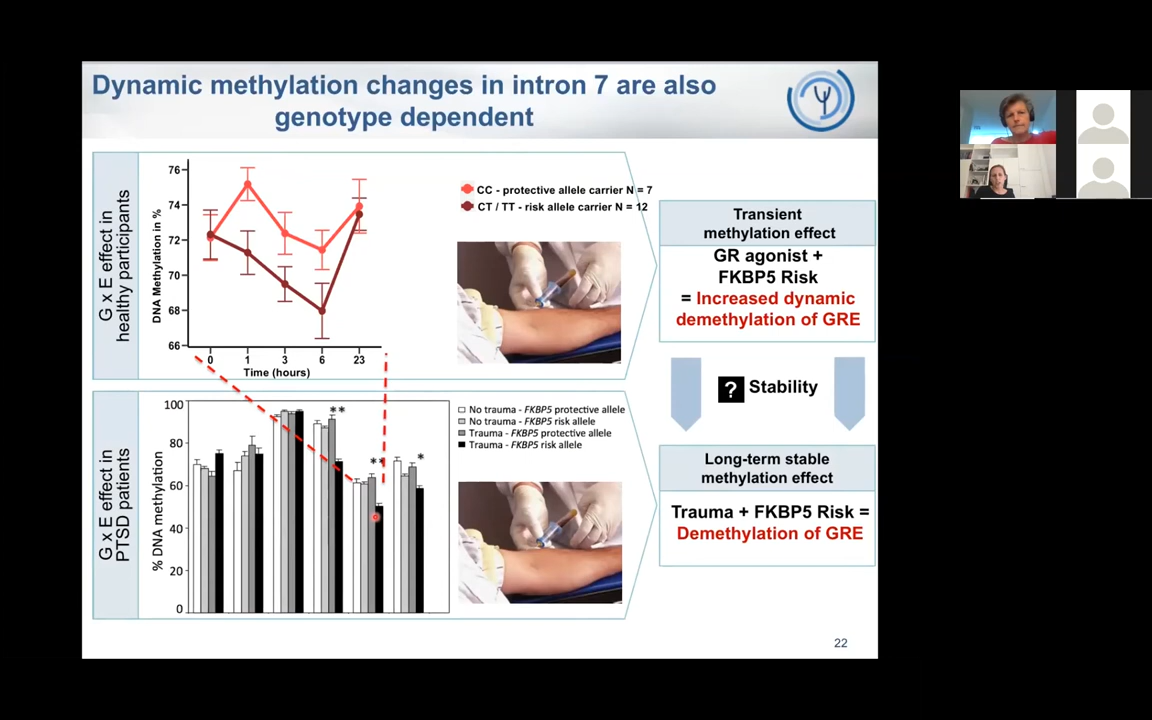 Dynamic methylation changes in intron 7 are also
genotype dependent
G x E effect in
healthy participants
DNA Methylation in %
76
74
72
70
68
66
0 1 3 6 23
Time (hours)
CC - protective allele carrier N = 7
CT / TT - risk allele carrier N = 12
Transient
methylation effect
GR agonist +
FKBP5 Risk
= Increased dynamic
demethylation of GRE
? Stability
G x E effect in
PTSD patients
% DNA methylation
100
80
60
40
20
0
**
**
*
No trauma - FKBP5 protective allele
No trauma - FKBP5 risk allele
Trauma - FKBP5 protective allele
Trauma - FKBP5 risk allele
Long-term stable
methylation effect
Trauma + FKBP5 Risk =
Demethylation of GRE
22